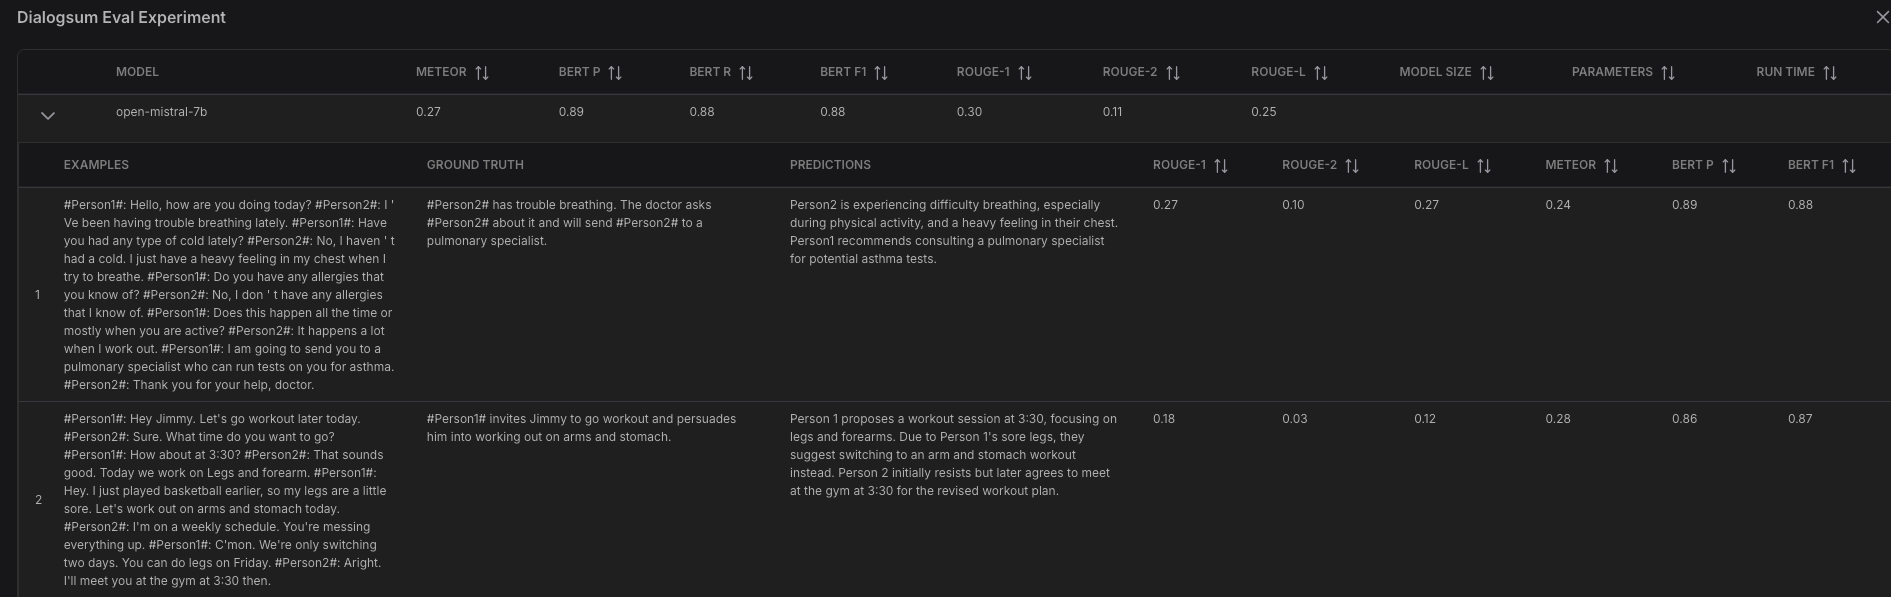 Dialogsum Eval Experiment
MODEL METEOR BERT P BERT R BERT F1 ROUGE-1 ROUGE-2 ROUGE-L MODEL SIZE PARAMETERS RUN TIME
open-mistral-7b 0.27 0.89 0.88 0.88 0.30 0.11 0.25
EXAMPLES GROUND TRUTH PREDICTIONS ROUGE-1 ROUGE-2 ROUGE-L METEOR BERT P BERT F1
1
#Person1#: Hello, how are you doing today? #Person2#: I '
Ve been having trouble breathing lately. #Person1#: Have
you had any type of cold lately? #Person2#: No, I haven ' t
had a cold. I just have a heavy feeling in my chest when I
try to breathe. #Person1#: Do you have any allergies that
you know of? #Person2#: No, I don ' t have any allergies
that I know of. #Person1#: Does this happen all the time or
mostly when you are active? #Person2#: It happens a lot
when I work out. #Person1#: I am going to send you to a
pulmonary specialist who can run tests on you for asthma.
#Person2#: Thank you for your help, doctor.
#Person2# has trouble breathing. The doctor asks
#Person2# about it and will send #Person2# to a
pulmonary specialist.
Person2 is experiencing difficulty breathing, especially
during physical activity, and a heavy feeling in their chest.
Person1 recommends consulting a pulmonary specialist
for potential asthma tests.
0.27 0.10 0.27 0.24 0.89 0.88
2
#Person1#: Hey Jimmy. Let's go workout later today.
#Person2#: Sure. What time do you want to go?
#Person1#: How about at 3:30? #Person2#: That sounds
good. Today we work on Legs and forearm. #Person1#:
Hey. I just played basketball earlier, so my legs are a little
sore. Let's work out on arms and stomach today.
#Person2#: I'm on a weekly schedule. You're messing
everything up. #Person1#: C'mon. We're only switching
two days. You can do legs on Friday. #Person2#: Aright.
I'll meet you at the gym at 3:30 then.
#Person1# invites Jimmy to go workout and persuades
him into working out on arms and stomach.
Person 1 proposes a workout session at 3:30, focusing on
legs and forearms. Due to Person 1's sore legs, they
suggest switching to an arm and stomach workout
instead. Person 2 initially resists but later agrees to meet
at the gym at 3:30 for the revised workout plan.
0.18 0.03 0.12 0.28 0.86 0.87